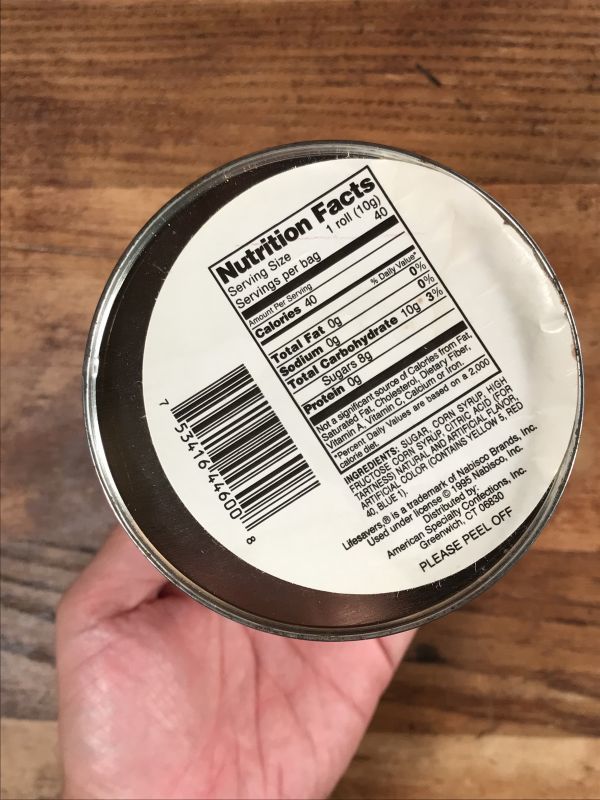 Nutrition Facts
Serving Size 1 roll (10g)
Servings per bag 40
Amount Per Serving
Calories 40
% Daily Value*
Total Fat 0g 0%
Sodium 0g 0%
Total Carbohydrate 10g 3%
Sugars 8g
Protein 0g
Not a significant source of Calories from Fat,
Saturated Fat, Cholesterol, Dietary Fiber,
Vitamin A, Vitamin C, Calcium or Iron.
*Percent Daily Values are based on a 2,000
calorie diet.
INGREDIENTS: SUGAR, CORN SYRUP, HIGH
FRUCTOSE CORN SYRUP, CITRIC ACID (FOR
TARTNESS) NATURAL AND ARTIFICIAL FLAVOR,
ARTIFICIAL COLOR (CONTAINS YELLOW 5, RED
40, BLUE 1).
Lifesavers,® is a trademark of Nabisco Brands, Inc.
Used under license © 1995 Nabisco, Inc.
Distributed by:
American Specialty Confections, Inc.
Greenwich, CT 06830
PLEASE PEEL OFF
7 53416 44600 8